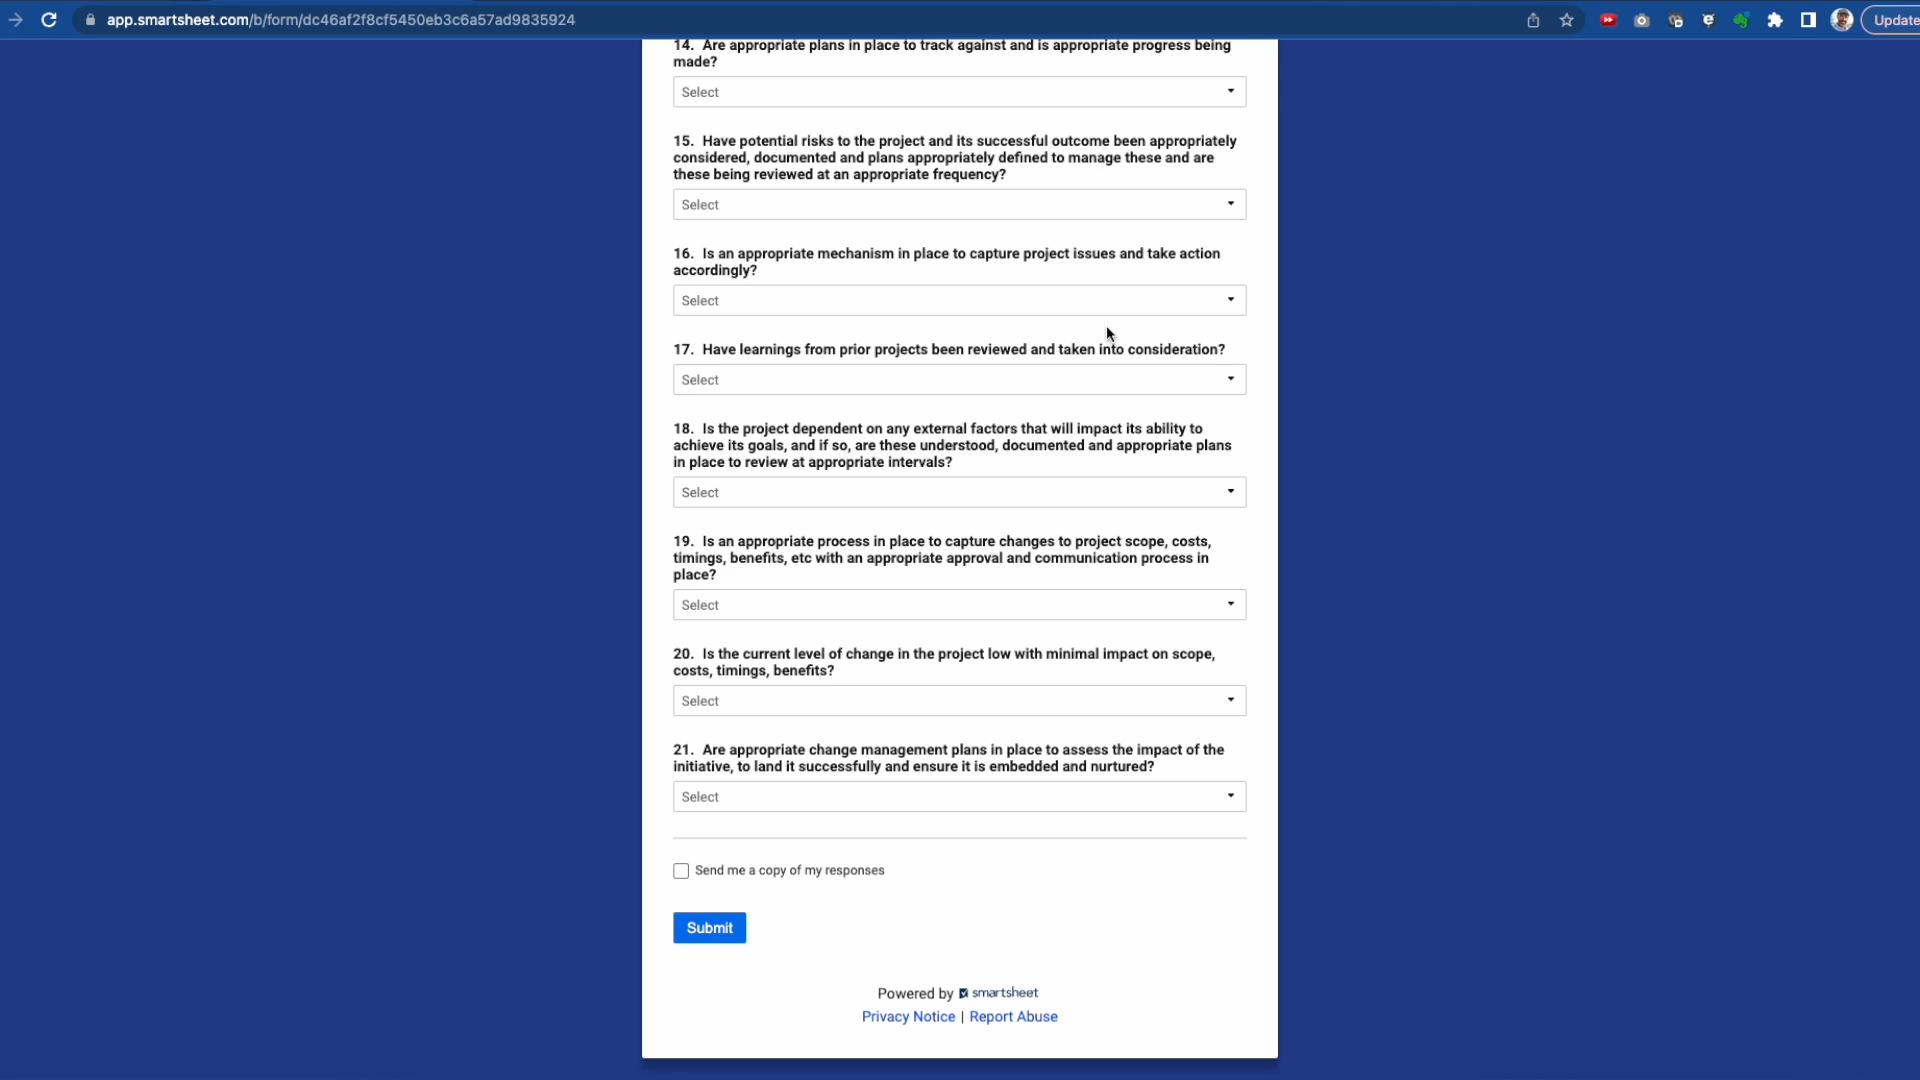 app.smartsheet.com/b/form/dc46af2f8cf5450eb3c6a57ad9835924
Update
14. Are appropriate plans in place to track against and is appropriate progress being
made?
Select
15. Have potential risks to the project and its successful outcome been appropriately
considered, documented and plans appropriately defined to manage these and are
these being reviewed at an appropriate frequency?
Select
16. Is an appropriate mechanism in place to capture project issues and take action
accordingly?
Select
17. Have learnings from prior projects been reviewed and taken into consideration?
Select
18. Is the project dependent on any external factors that will impact its ability to
achieve its goals, and if so, are these understood, documented and appropriate plans
in place to review at appropriate intervals?
Select
19. Is an appropriate process in place to capture changes to project scope, costs,
timings, benefits, etc with an appropriate approval and communication process in
place?
Select
20. Is the current level of change in the project low with minimal impact on scope,
costs, timings, benefits?
Select
21. Are appropriate change management plans in place to assess the impact of the
initiative, to land it successfully and ensure it is embedded and nurtured?
Select
Send me a copy of my responses
Submit
Powered by smartsheet
Privacy Notice | Report Abuse